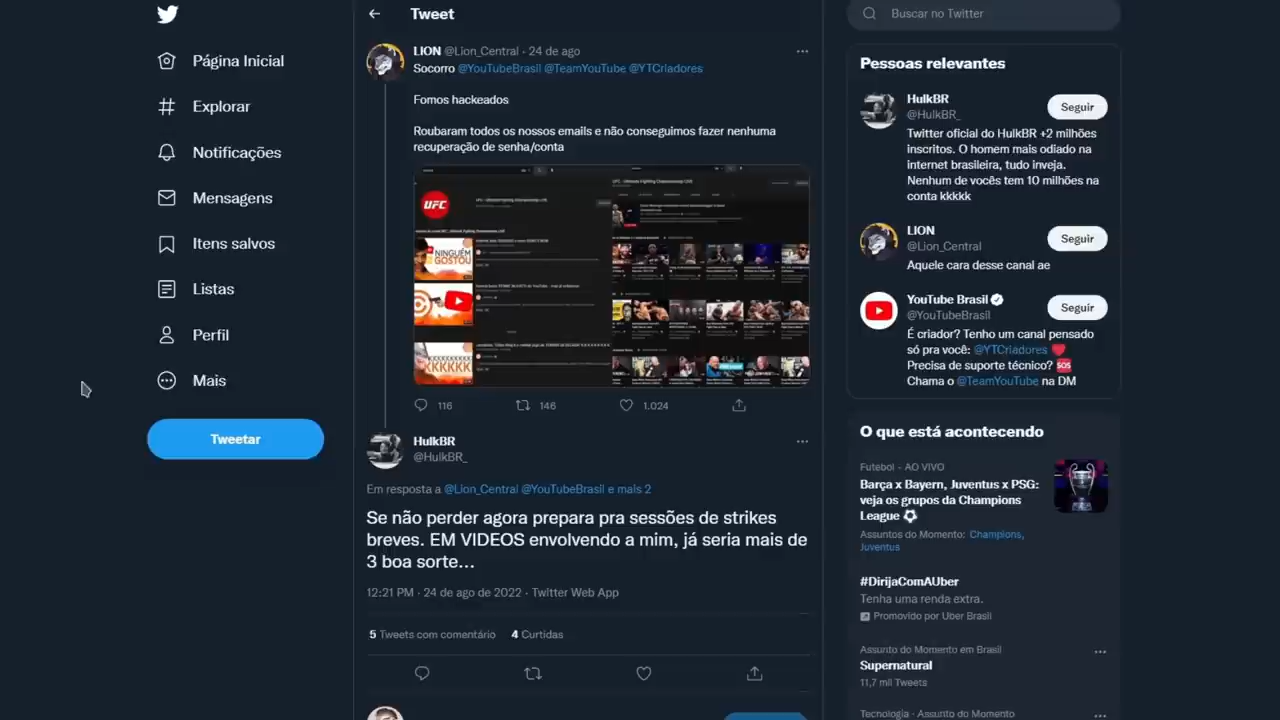 Tweet
Buscar no Twitter
Página Inicial
Explorar
Notificações
Mensagens
Itens salvos
Listas
Perfil
Mais
Tweetar
LION @Lion_Central · 24 de ago
Socorro @YouTubeBrasil @TeamYouTube @YTCriadores
Fomos hackeados
Roubaram todos os nossos emails e não conseguimos fazer nenhuma
recuperação de senha/conta
UFC
NINGUÉM
GOSTOU
116
146
1.024
HulkBR
@HulkBR_
Em resposta a @Lion_Central @YouTubeBrasil e mais 2
Se não perder agora prepara pra sessões de strikes
breves. EM VIDEOS envolvendo a mim, já seria mais de
3 boa sorte...
12:21 PM · 24 de ago de 2022 · Twitter Web App
5 Tweets com comentário 4 Curtidas
Pessoas relevantes
HulkBR
@HulkBR_
Seguir
Twitter oficial do HulkBR +2 milhões
inscritos. O homem mais odiado na
internet brasileira, tudo inveja.
Nenhum de vocês tem 10 milhões na
conta kkkkk
LION
@Lion_Central
Seguir
Aquele cara desse canal ae
YouTube Brasil
@YouTubeBrasil
Seguir
É criador? Tenho um canal pensado
só pra você: @YTCriadores ❤️
Precisa de suporte técnico? 🆘
Chama o @TeamYouTube na DM
O que está acontecendo
Futebol · AO VIVO
Barça x Bayern, Juventus x PSG:
veja os grupos da Champions
League ⚽
Assuntos do Momento: Champions,
Juventus
#DirijaComAUber
Tenha uma renda extra.
Promovido por Uber Brasil
Assunto do Momento em Brasil
Supernatural
11,7 mil Tweets
Tecnologia · Assunto do Momento